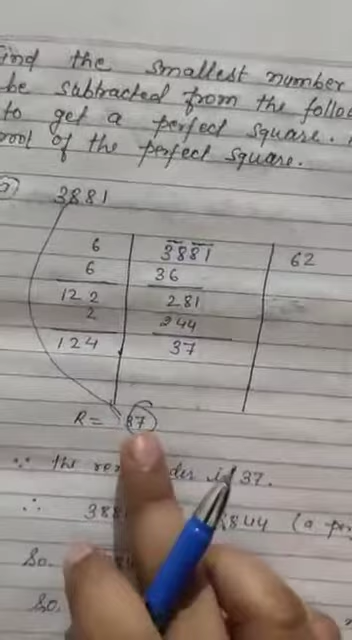 ind the smallest number
be subtracted from the follo
to get a perfect square.
root of the perfect square.
a) 3881
6 3881 62
6 36
122 281
2 244
124 37
R = 37
∵ the re der is 37.
∴ 388 844 (a pe
So.
So.